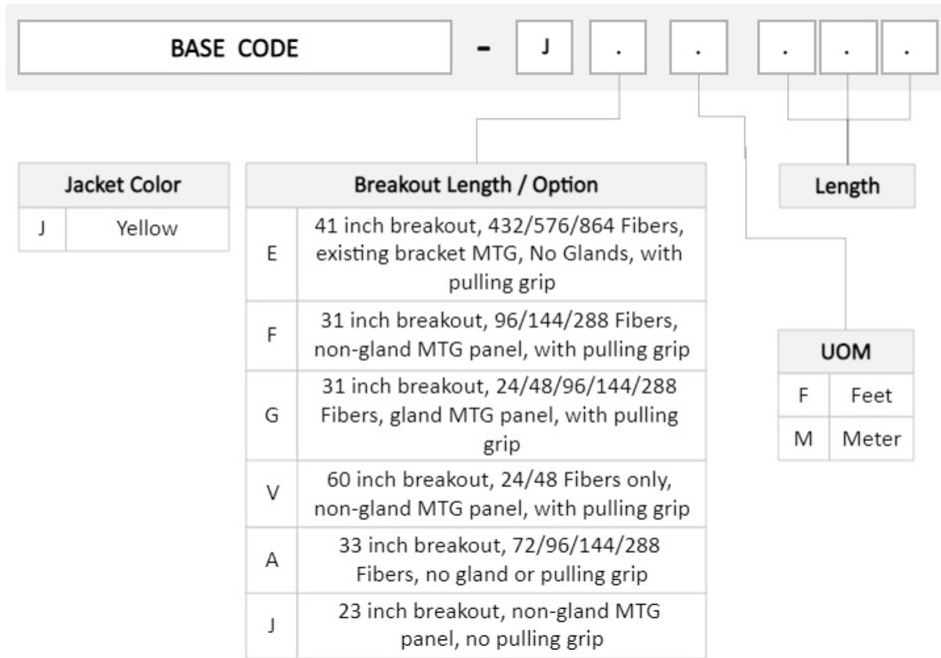 BASE CODE - J . . . . .
Jacket Color
J Yellow
Breakout Length / Option
E 41 inch breakout, 432/576/864 Fibers,
existing bracket MTG, No Glands, with
pulling grip
F 31 inch breakout, 96/144/288 Fibers,
non-gland MTG panel, with pulling grip
G 31 inch breakout, 24/48/96/144/288
Fibers, gland MTG panel, with pulling
grip
V 60 inch breakout, 24/48 Fibers only,
non-gland MTG panel, with pulling grip
A 33 inch breakout, 72/96/144/288
Fibers, no gland or pulling grip
J 23 inch breakout, non-gland MTG
panel, no pulling grip
Length
UOM
F Feet
M Meter